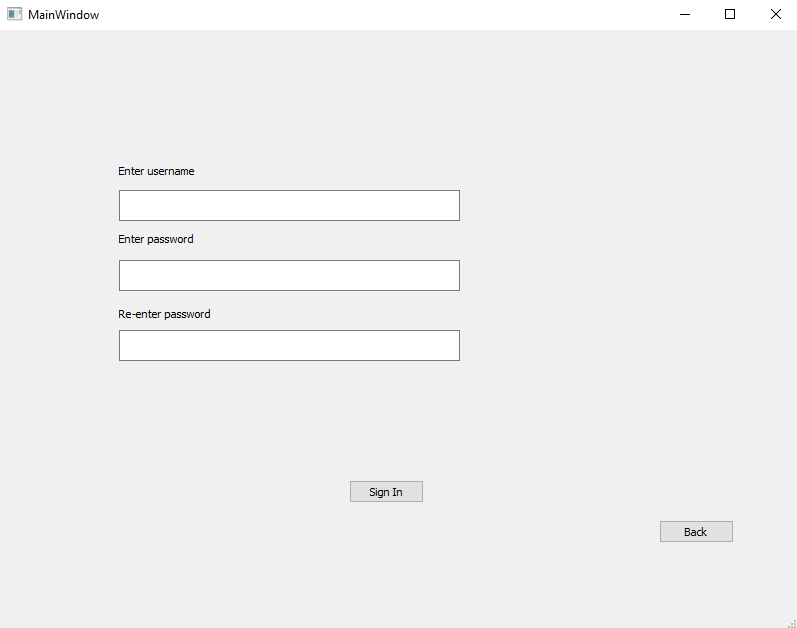 MainWindow
Enter username
Enter password
Re-enter password
Sign In
Back